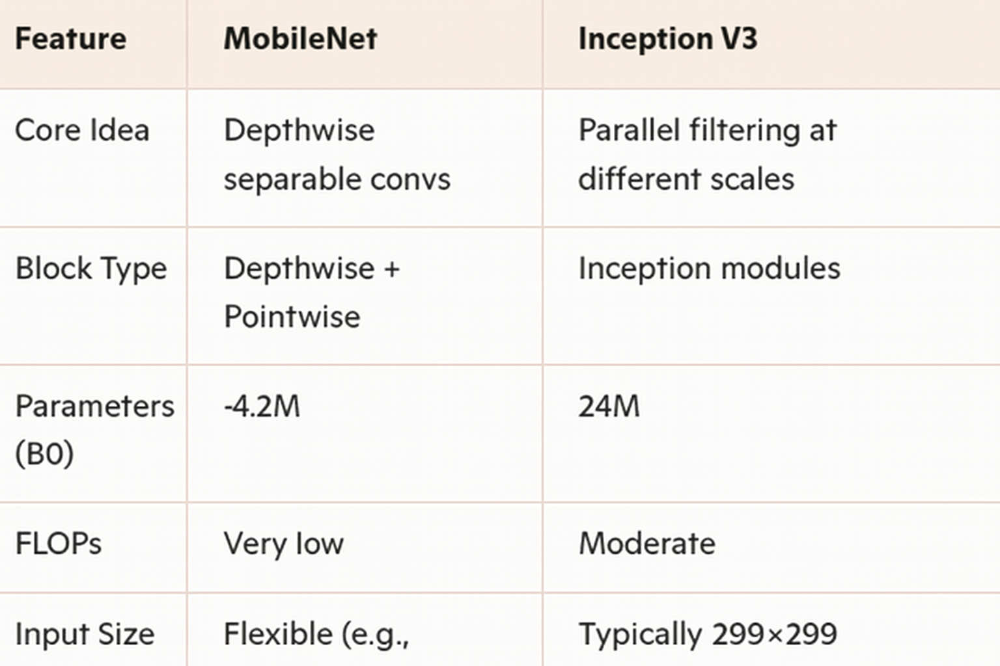 Feature MobileNet Inception V3
Core Idea Depthwise Parallel filtering at
separable convs different scales
Block Type Depthwise + Inception modules
Pointwise
Parameters -4.2M 24M
(B0)
FLOPs Very low Moderate
Input Size Flexible (e.g., Typically 299×299